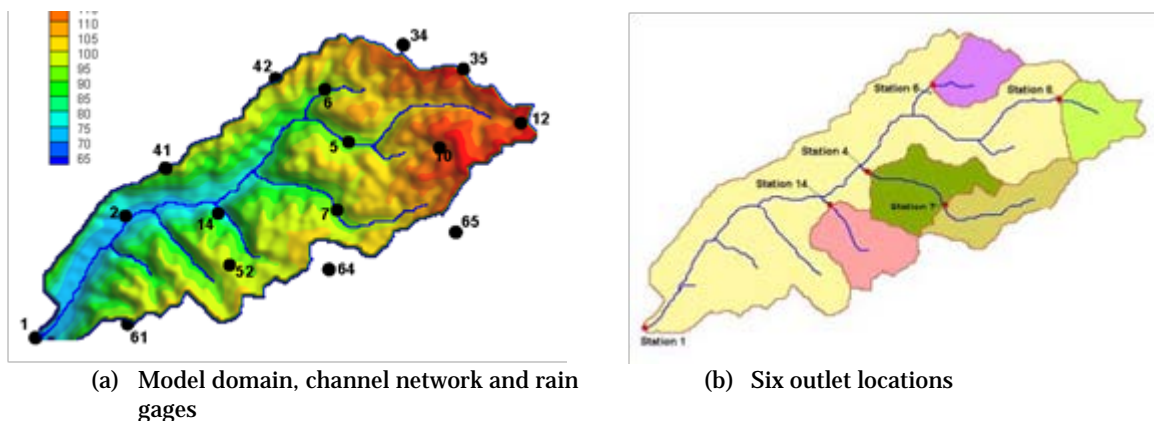 110
105
100
95
90
85
80
75
70
65
34
35
42
6
12
5
10
41
2
14
7
65
52
64
1
61
Station 6
Station 8
Station 4
Station 14
Station 7
Station 1
(a) Model domain, channel network and rain
gages
(b) Six outlet locations